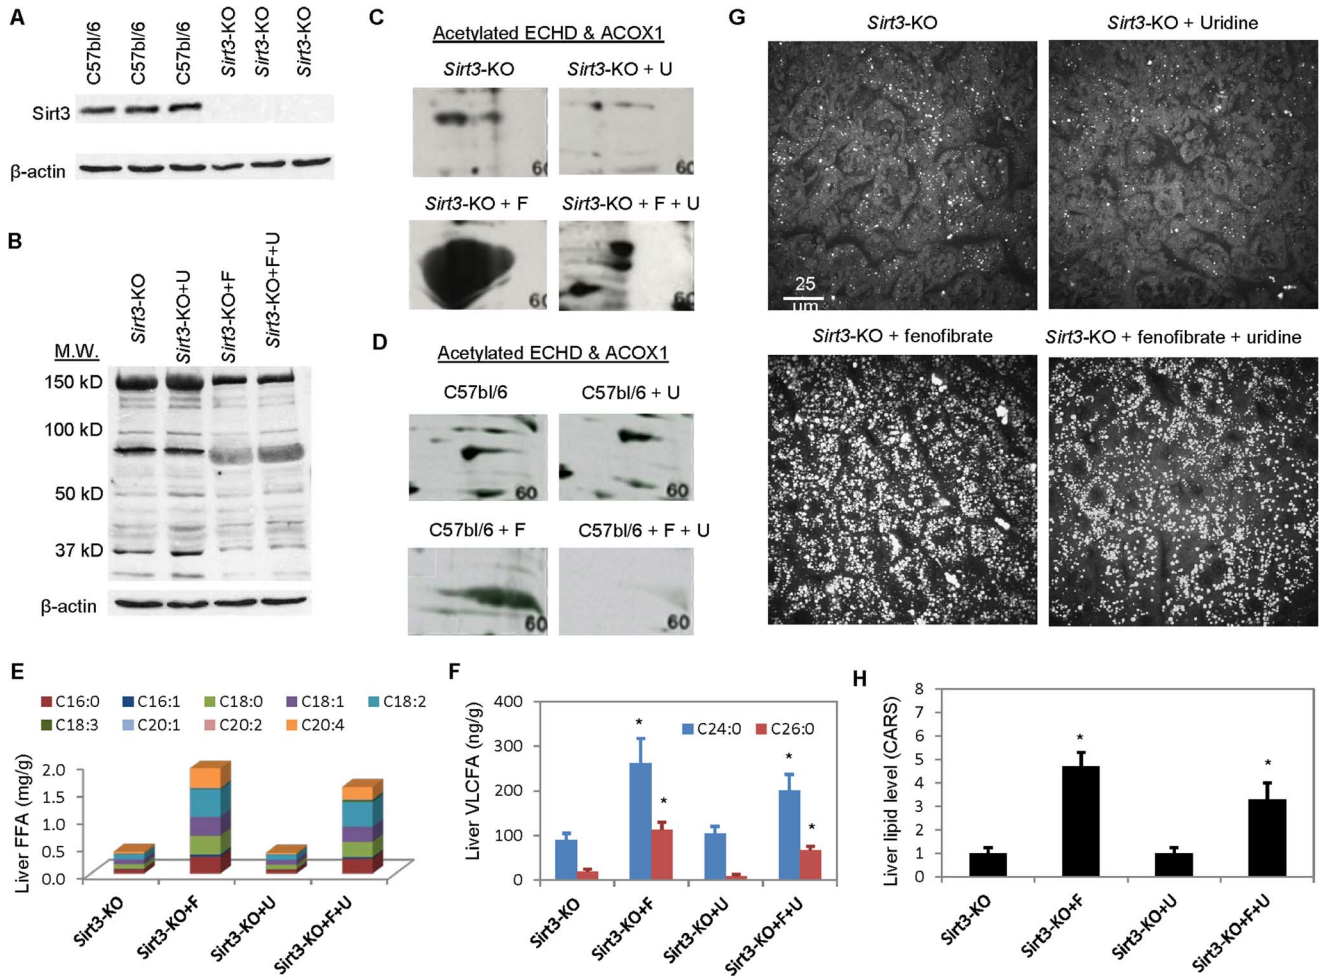 A
C57bl/6
C57bl/6
C57bl/6
Sirt3-KO
Sirt3-KO
Sirt3-KO
Sirt3
β-actin
B
Sirt3-KO
Sirt3-KO+U
Sirt3-KO+F
Sirt3-KO+F+U
M.W.
150 kD
100 kD
50 kD
37 kD
β-actin
C
Acetylated ECHD & ACOX1
Sirt3-KO
Sirt3-KO + U
60
60
Sirt3-KO + F
Sirt3-KO + F + U
60
60
D
Acetylated ECHD & ACOX1
C57bl/6
C57bl/6 + U
60
60
C57bl/6 + F
C57bl/6 + F + U
60
60
E
C16:0
C16:1
C18:0
C18:1
C18:2
C18:3
C20:1
C20:2
C20:4
Liver FFA (mg/g)
2.0
1.5
1.0
0.5
0.0
Sirt3-KO
Sirt3-KO+F
Sirt3-KO+U
Sirt3-KO+F+U
F
Liver VLCFA (ng/g)
400
300
200
100
0
C24:0
C26:0
*
*
*
*
Sirt3-KO
Sirt3-KO+F
Sirt3-KO+U
Sirt3-KO+F+U
G
Sirt3-KO
Sirt3-KO + Uridine
25
um
Sirt3-KO + fenofibrate
Sirt3-KO + fenofibrate + uridine
H
Liver lipid level (CARS)
8
7
6
5
4
3
2
1
0
*
*
Sirt3-KO
Sirt3-KO+F
Sirt3-KO+U
Sirt3-KO+F+U